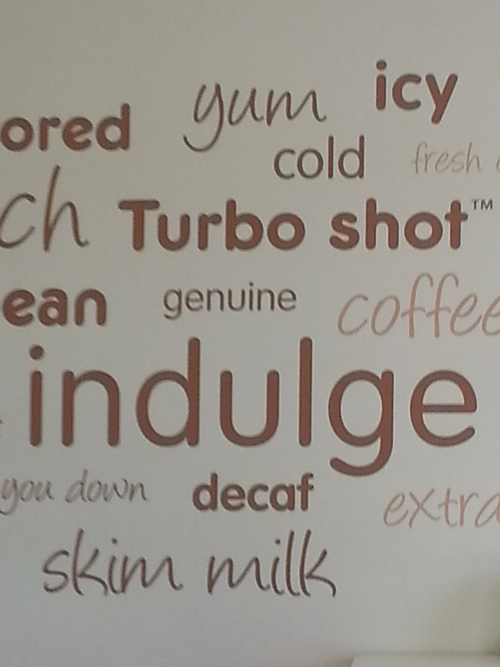 yum icy
ored
cold fresh
ch Turbo shot™
ean genuine coffee
indulge
you down decaf extra
skim milk